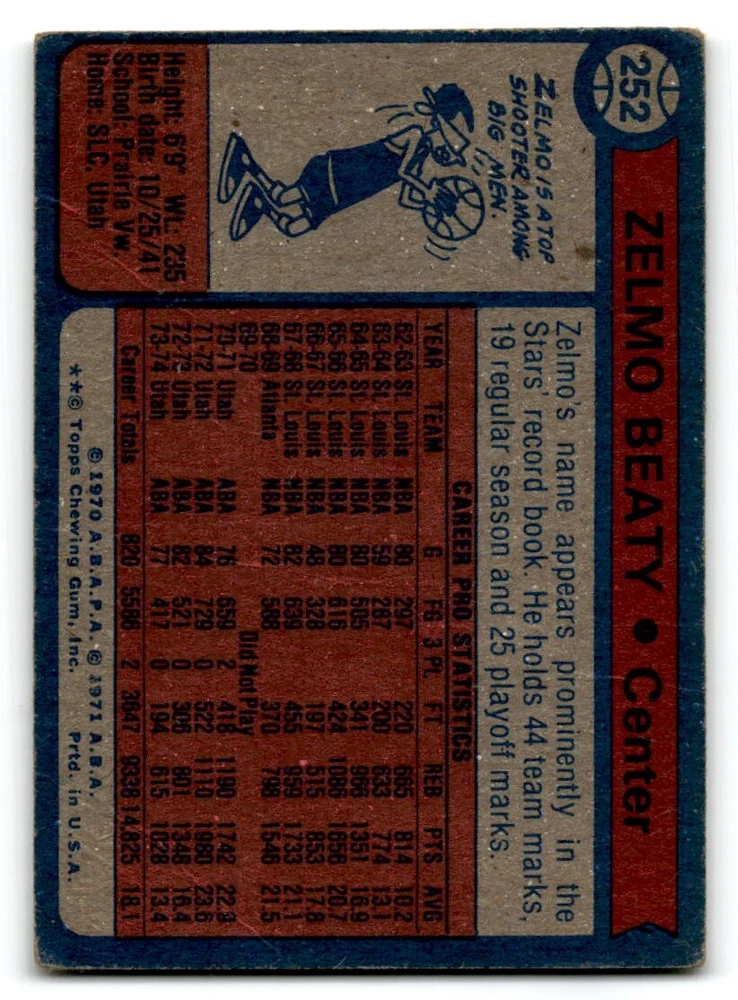 252
ZELMO BEATY • Center
ZELMO IS A TOP
SHOOTER AMONG
BIG MEN.
Height: 6'9" Wt.: 235
Birth date: 10/25/41
School: Prairie Vw.
Home: SLC, Utah
Zelmo's name appears prominently in the
Stars' record book. He holds 44 team marks,
19 regular season and 25 playoff marks.
CAREER PRO STATISTICS
YEAR TEAM G FG 3 PL FT REB PTS AVG
62-63 St. Louis NBA 80 297 220 665 814 10.2
63-64 St. Louis NBA 59 287 200 633 774 13.1
64-65 St. Louis NBA 80 505 341 966 1351 16.9
65-66 St. Louis NBA 80 616 424 1086 1656 20.7
66-67 St. Louis NBA 48 328 197 515 853 17.8
67-68 St. Louis NBA 82 639 455 959 1733 21.1
68-69 Atlanta NBA 72 588 370 798 1546 21.5
69-70 Did Not Play
70-71 Utah ABA 76 659 2 418 1190 1742 22.9
71-72 Utah ABA 84 729 0 522 1110 1980 23.6
72-73 Utah ABA 82 521 0 306 801 1348 16.4
73-74 Utah ABA 77 417 0 194 615 1028 13.4
Career Totals 820 5586 2 3647 9338 14,825 18.1
© 1970 A.B.A.P.A. © 1971 A.B.A.
**© Topps Chewing Gum, Inc. Prtd. in U.S.A.